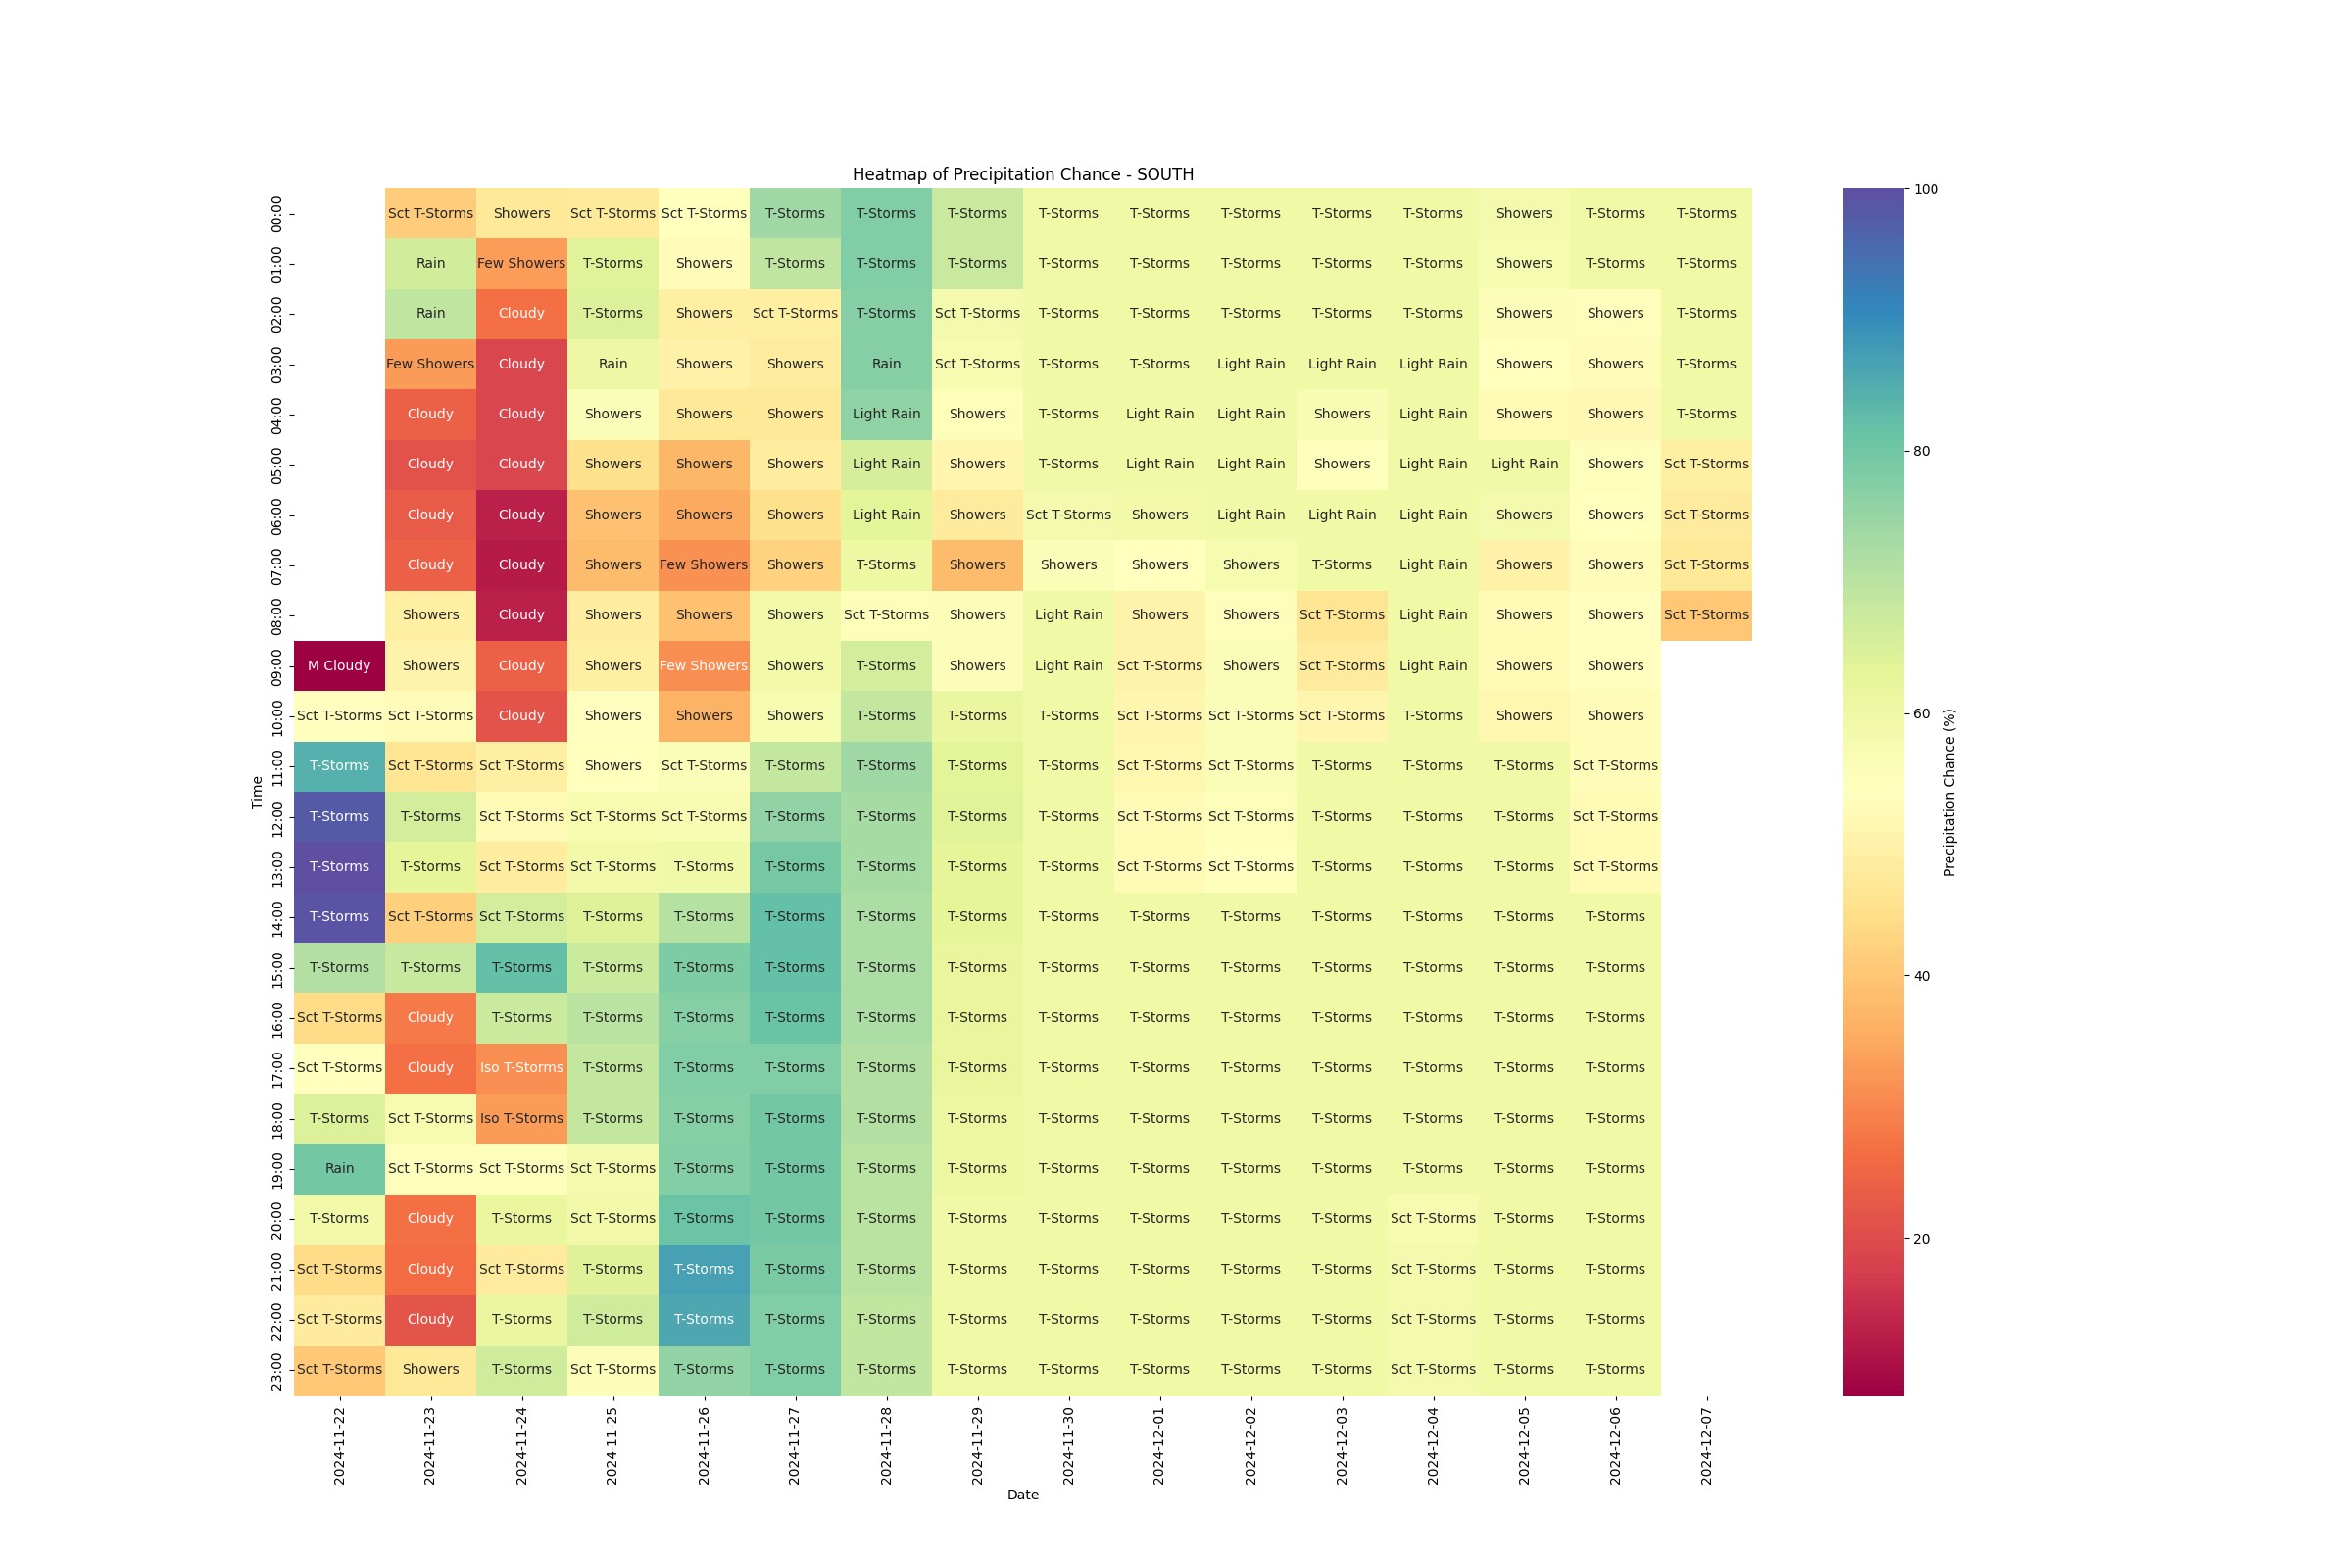 Heatmap of Precipitation Chance - SOUTH
00:00 Sct T-Storms Showers Sct T-Storms Sct T-Storms T-Storms T-Storms T-Storms T-Storms T-Storms T-Storms T-Storms T-Storms Showers T-Storms T-Storms
01:00 Rain Few Showers T-Storms Showers T-Storms T-Storms T-Storms T-Storms T-Storms T-Storms T-Storms T-Storms Showers T-Storms T-Storms
02:00 Rain Cloudy T-Storms Showers Sct T-Storms T-Storms Sct T-Storms T-Storms T-Storms T-Storms T-Storms T-Storms Showers Showers T-Storms
03:00 Few Showers Cloudy Rain Showers Showers Rain Sct T-Storms T-Storms T-Storms Light Rain Light Rain Light Rain Showers Showers T-Storms
04:00 Cloudy Cloudy Showers Showers Showers Light Rain Showers T-Storms Light Rain Light Rain Showers Light Rain Showers Showers T-Storms
05:00 Cloudy Cloudy Showers Showers Showers Light Rain Showers T-Storms Light Rain Light Rain Showers Light Rain Light Rain Showers Sct T-Storms
06:00 Cloudy Cloudy Showers Showers Showers Light Rain Showers Sct T-Storms Showers Light Rain Light Rain Light Rain Showers Showers Sct T-Storms
07:00 Cloudy Cloudy Showers Few Showers Showers T-Storms Showers Showers Showers Showers T-Storms Light Rain Showers Showers Sct T-Storms
08:00 Showers Cloudy Showers Showers Showers Sct T-Storms Showers Light Rain Showers Showers Sct T-Storms Light Rain Showers Showers Sct T-Storms
09:00 M Cloudy Showers Cloudy Showers Few Showers Showers T-Storms Showers Light Rain Sct T-Storms Showers Sct T-Storms Light Rain Showers Showers
10:00 Sct T-Storms Sct T-Storms Cloudy Showers Showers Showers T-Storms T-Storms T-Storms Sct T-Storms Sct T-Storms Sct T-Storms T-Storms Showers Showers
11:00 T-Storms Sct T-Storms Sct T-Storms Showers Sct T-Storms T-Storms T-Storms T-Storms T-Storms Sct T-Storms Sct T-Storms T-Storms T-Storms T-Storms Sct T-Storms
12:00 T-Storms T-Storms Sct T-Storms Sct T-Storms Sct T-Storms T-Storms T-Storms T-Storms T-Storms Sct T-Storms Sct T-Storms T-Storms T-Storms T-Storms Sct T-Storms
13:00 T-Storms T-Storms Sct T-Storms Sct T-Storms T-Storms T-Storms T-Storms T-Storms T-Storms Sct T-Storms Sct T-Storms T-Storms T-Storms T-Storms Sct T-Storms
14:00 T-Storms Sct T-Storms Sct T-Storms T-Storms T-Storms T-Storms T-Storms T-Storms T-Storms T-Storms T-Storms T-Storms T-Storms T-Storms T-Storms
15:00 T-Storms T-Storms T-Storms T-Storms T-Storms T-Storms T-Storms T-Storms T-Storms T-Storms T-Storms T-Storms T-Storms T-Storms T-Storms
16:00 Sct T-Storms Cloudy T-Storms T-Storms T-Storms T-Storms T-Storms T-Storms T-Storms T-Storms T-Storms T-Storms T-Storms T-Storms T-Storms
17:00 Sct T-Storms Cloudy Iso T-Storms T-Storms T-Storms T-Storms T-Storms T-Storms T-Storms T-Storms T-Storms T-Storms T-Storms T-Storms T-Storms
18:00 T-Storms Sct T-Storms Iso T-Storms T-Storms T-Storms T-Storms T-Storms T-Storms T-Storms T-Storms T-Storms T-Storms T-Storms T-Storms T-Storms
19:00 Rain Sct T-Storms Sct T-Storms Sct T-Storms T-Storms T-Storms T-Storms T-Storms T-Storms T-Storms T-Storms T-Storms T-Storms T-Storms T-Storms
20:00 T-Storms Cloudy T-Storms Sct T-Storms T-Storms T-Storms T-Storms T-Storms T-Storms T-Storms T-Storms T-Storms Sct T-Storms T-Storms T-Storms
21:00 Sct T-Storms Cloudy Sct T-Storms T-Storms T-Storms T-Storms T-Storms T-Storms T-Storms T-Storms T-Storms T-Storms Sct T-Storms T-Storms T-Storms
22:00 Sct T-Storms Cloudy T-Storms T-Storms T-Storms T-Storms T-Storms T-Storms T-Storms T-Storms T-Storms T-Storms Sct T-Storms T-Storms T-Storms
23:00 Sct T-Storms Showers T-Storms Sct T-Storms T-Storms T-Storms T-Storms T-Storms T-Storms T-Storms T-Storms T-Storms Sct T-Storms T-Storms T-Storms
Time
2024-11-22 2024-11-23 2024-11-24 2024-11-25 2024-11-26 2024-11-27 2024-11-28 2024-11-29 2024-11-30 2024-12-01 2024-12-02 2024-12-03 2024-12-04 2024-12-05 2024-12-06 2024-12-07
Date
100
80
60
40
20
Precipitation Chance (%)